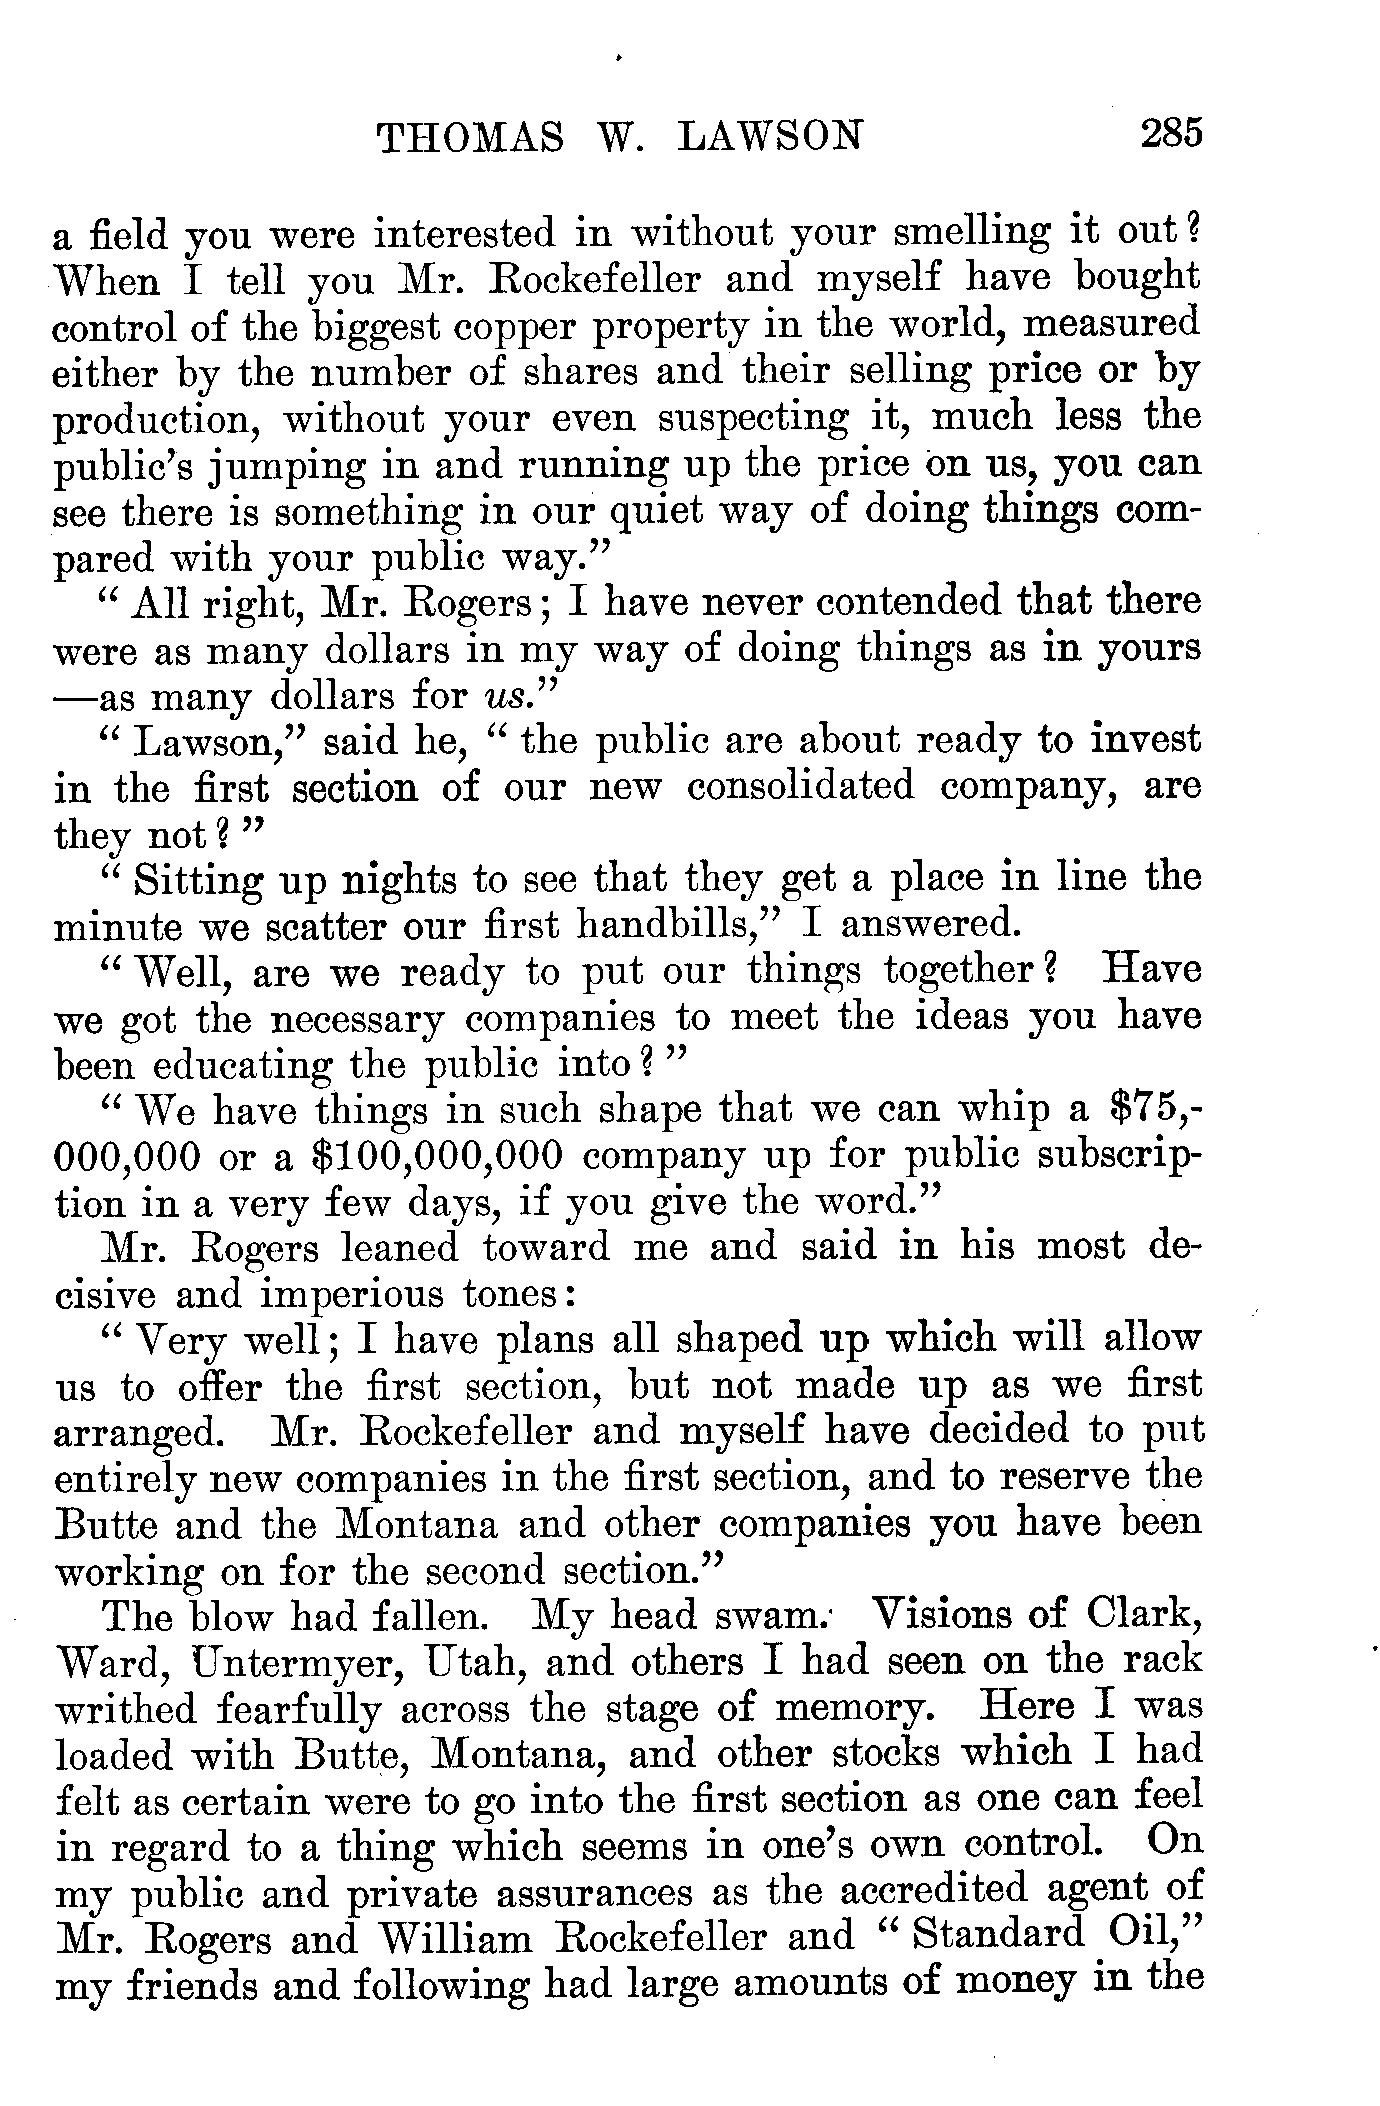 THOMAS W. LAWSON 285
a field you were interested in without your smelling it out?
When I tell you Mr. Rockefeller and myself have bought
control of the biggest copper property in the world, measured
either by the number of shares and their selling price or by
production, without your even suspecting it, much less the
public's jumping in and running up the price on us, you can
see there is something in our quiet way of doing things com-
pared with your public way."
"All right, Mr. Rogers; I have never contended that there
were as many dollars in my way of doing things as in yours
—as many dollars for us."
"Lawson," said he, "the public are about ready to invest
in the first section of our new consolidated company, are
they not?"
"Sitting up nights to see that they get a place in line the
minute we scatter our first handbills," I answered.
"Well, are we ready to put our things together? Have
we got the necessary companies to meet the ideas you have
been educating the public into?"
"We have things in such shape that we can whip a $75,-
000,000 or a $100,000,000 company up for public subscrip-
tion in a very few days, if you give the word."
Mr. Rogers leaned toward me and said in his most de-
cisive and imperious tones:
"Very well; I have plans all shaped up which will allow
us to offer the first section, but not made up as we first
arranged. Mr. Rockefeller and myself have decided to put
entirely new companies in the first section, and to reserve the
Butte and the Montana and other companies you have been
working on for the second section."
The blow had fallen. My head swam. Visions of Clark,
Ward, Untermyer, Utah, and others I had seen on the rack
writhed fearfully across the stage of memory. Here I was
loaded with Butte, Montana, and other stocks which I had
felt as certain were to go into the first section as one can feel
in regard to a thing which seems in one's own control. On
my public and private assurances as the accredited agent of
Mr. Rogers and William Rockefeller and "Standard Oil,"
my friends and following had large amounts of money in the